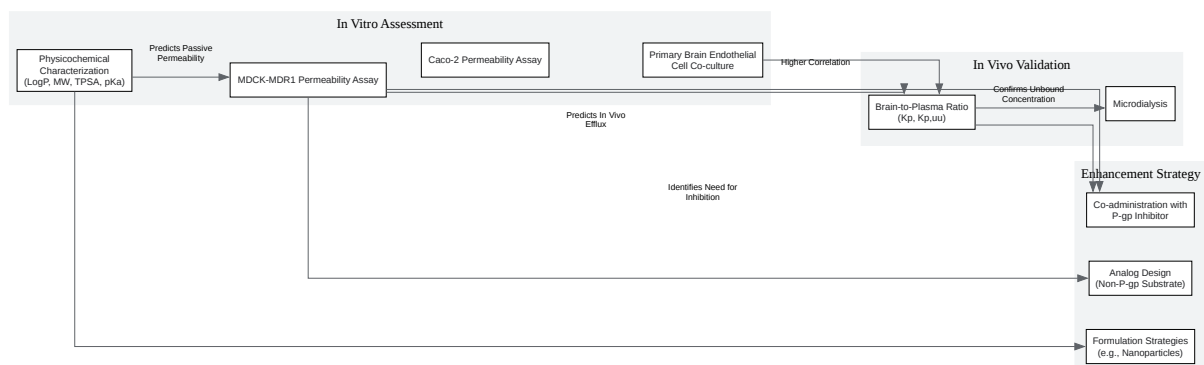 In Vitro Assessment
Physicochemical
Characterization
(LogP, MW, TPSA, pKa)
Predicts Passive
Permeability
MDCK-MDR1 Permeability Assay
Caco-2 Permeability Assay
Primary Brain Endothelial
Cell Co-culture
Higher Correlation
In Vivo Validation
Brain-to-Plasma Ratio
(Kp, Kp,uu)
Confirms Unbound
Concentration
Microdialysis
Predicts In Vivo
Efflux
Identifies Need for
Inhibition
Enhancement Strategy
Co-administration with
P-gp Inhibitor
Analog Design
(Non-P-gp Substrate)
Formulation Strategies
(e.g., Nanoparticles)